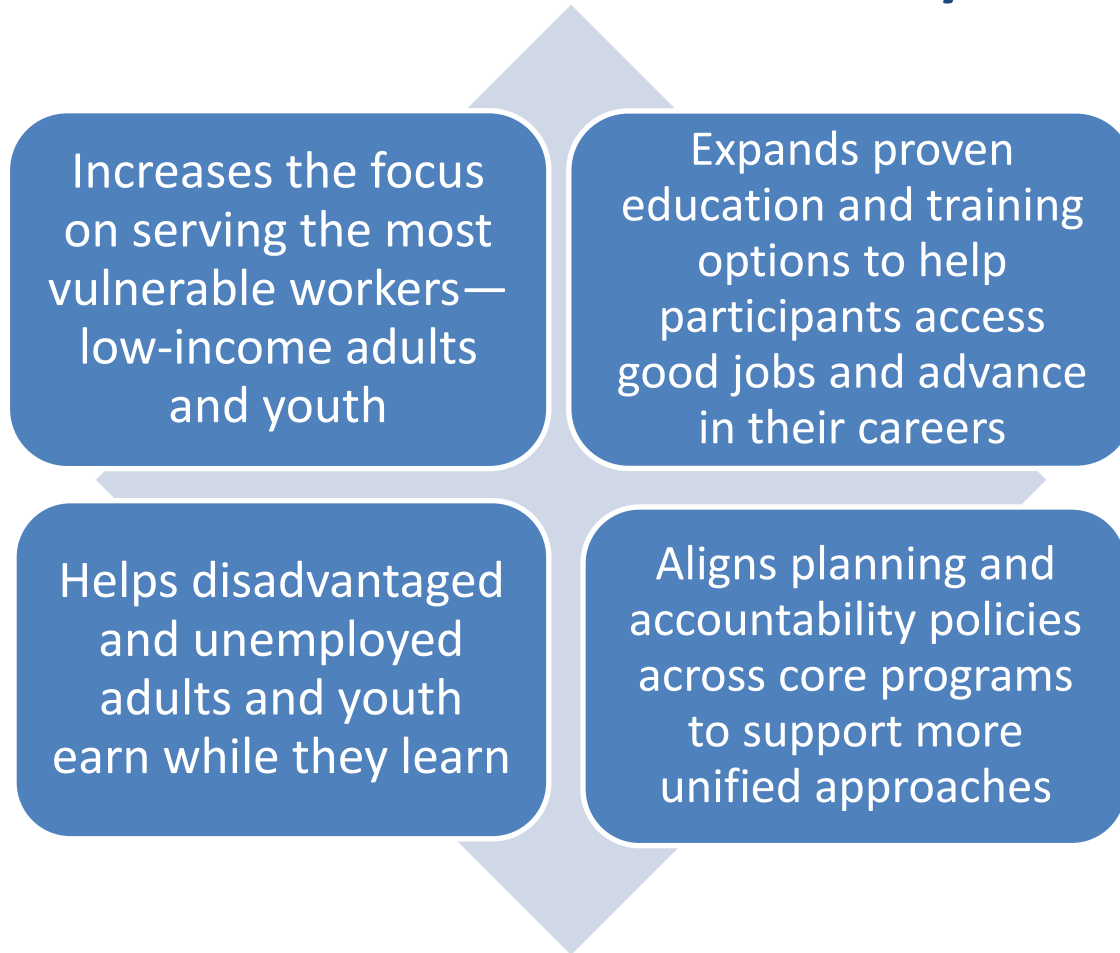 Increases the focus
on serving the most
vulnerable workers—
low-income adults
and youth
Expands proven
education and training
options to help
participants access
good jobs and advance
in their careers
Helps disadvantaged
and unemployed
adults and youth
earn while they learn
Aligns planning and
accountability policies
across core programs
to support more
unified approaches